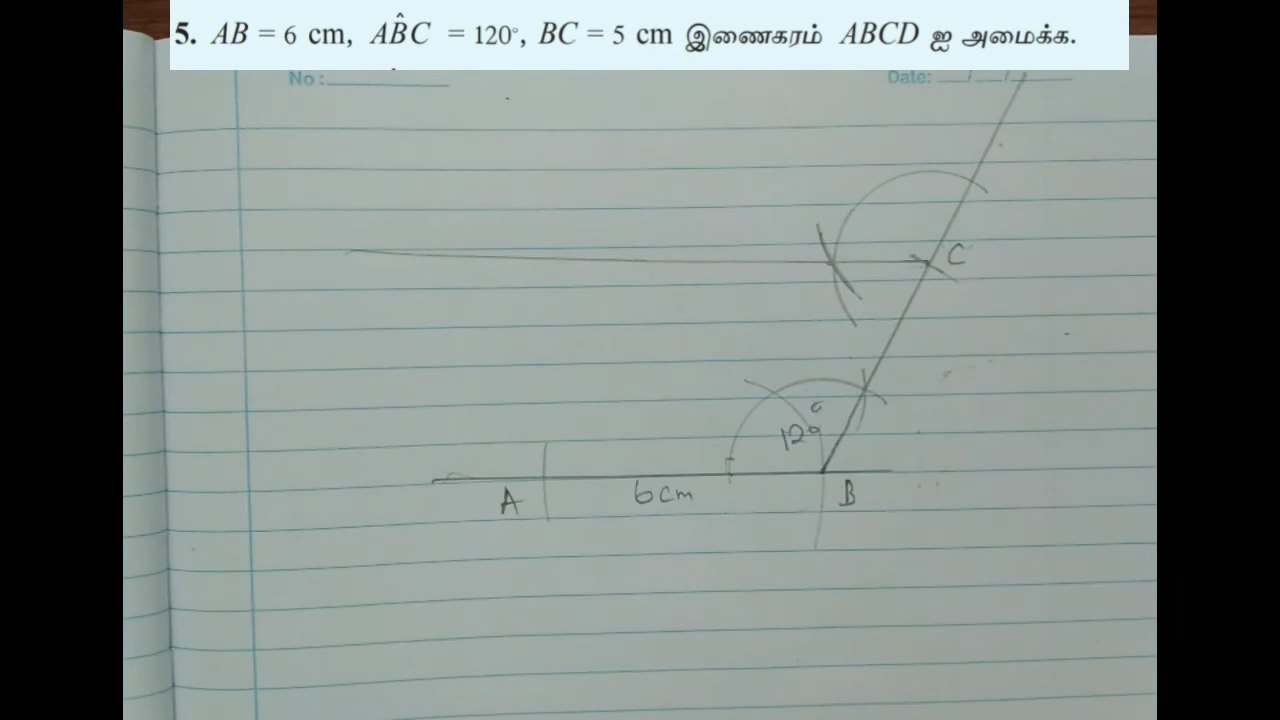 5. AB = 6 cm, AB̂C = 120°, BC = 5 cm இணைகரம் ABCD ஐ அமைக்க.
No : Date: / /
C
120°
A 6cm B